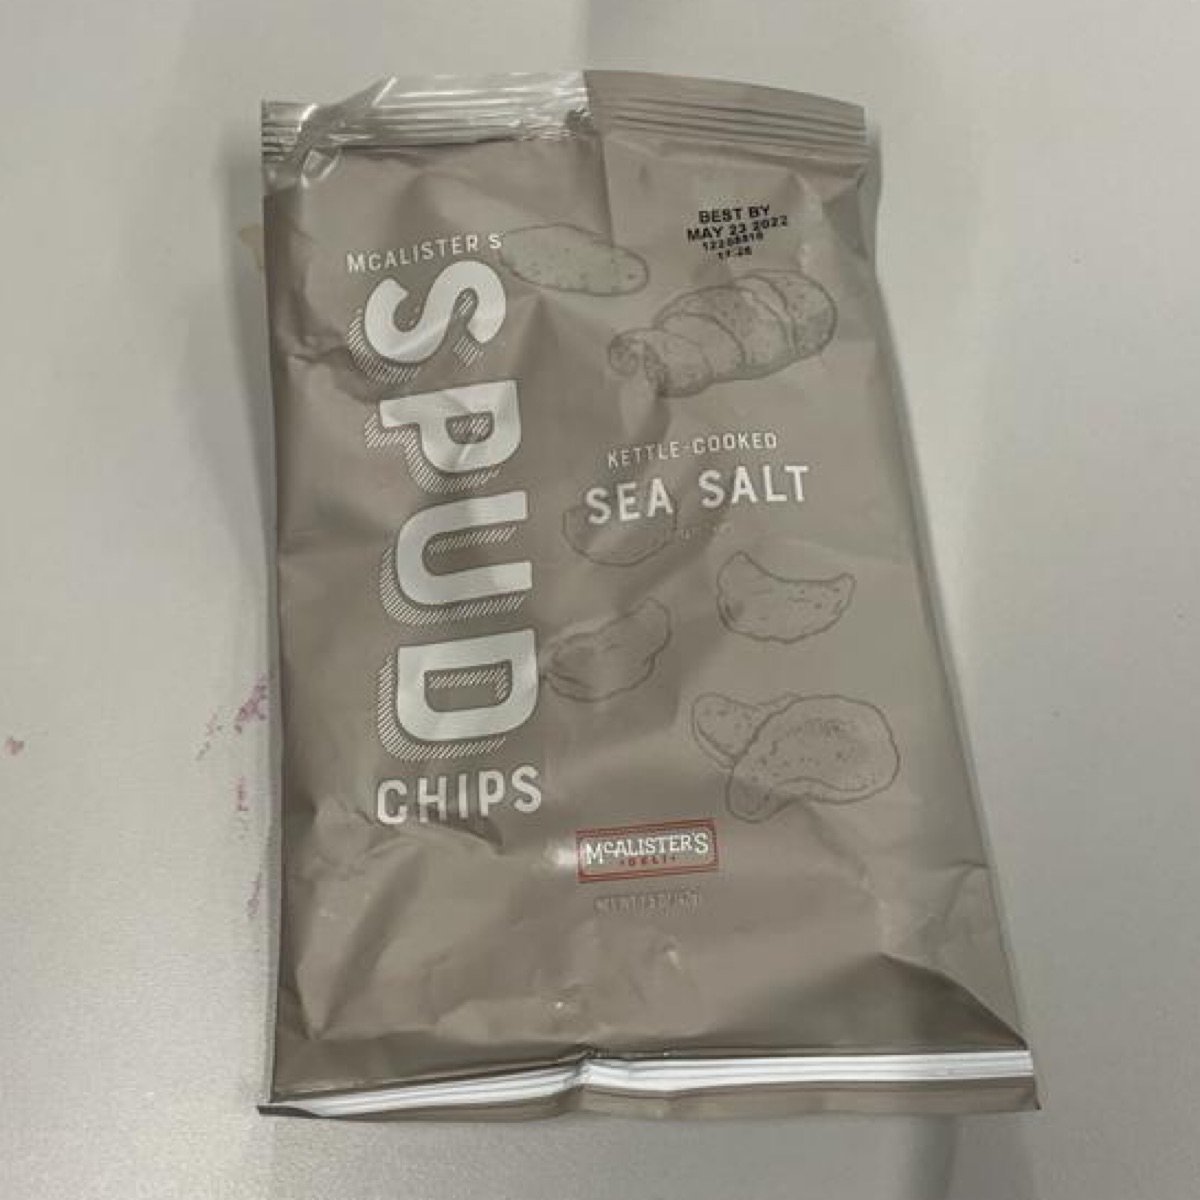 BEST BY
MAY 23 2022
MCALISTER S
SPUD
CHIPS
KETTLE-COOKED
SEA SALT
MCALISTER'S
DELI